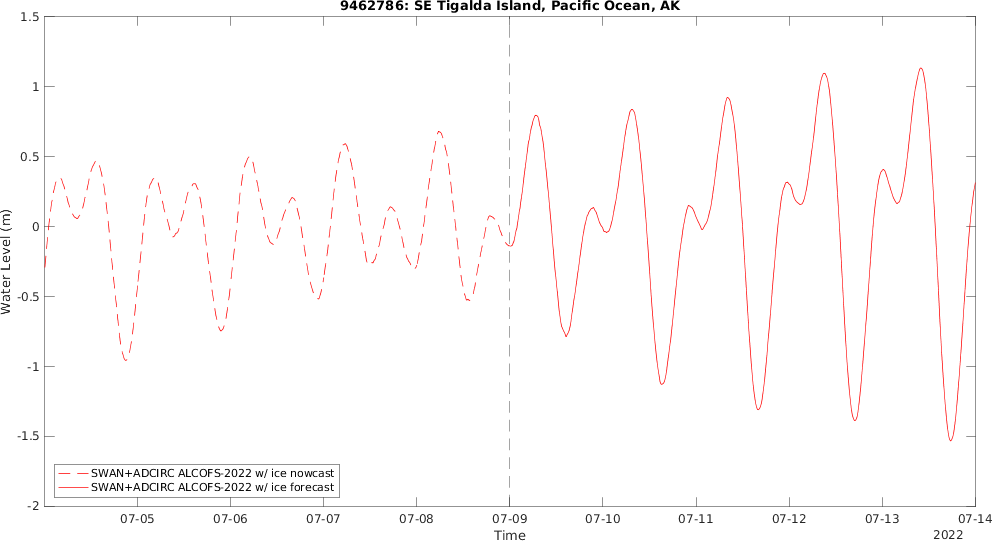 9462786: SE Tigalda Island, Pacific Ocean, AK
1.5
1
0.5
0
-0.5
-1
-1.5
-2
Water Level (m)
SWAN+ADCIRC ALCOFS-2022 w/ ice nowcast
SWAN+ADCIRC ALCOFS-2022 w/ ice forecast
07-05 07-06 07-07 07-08 07-09 07-10 07-11 07-12 07-13 07-14
Time
2022